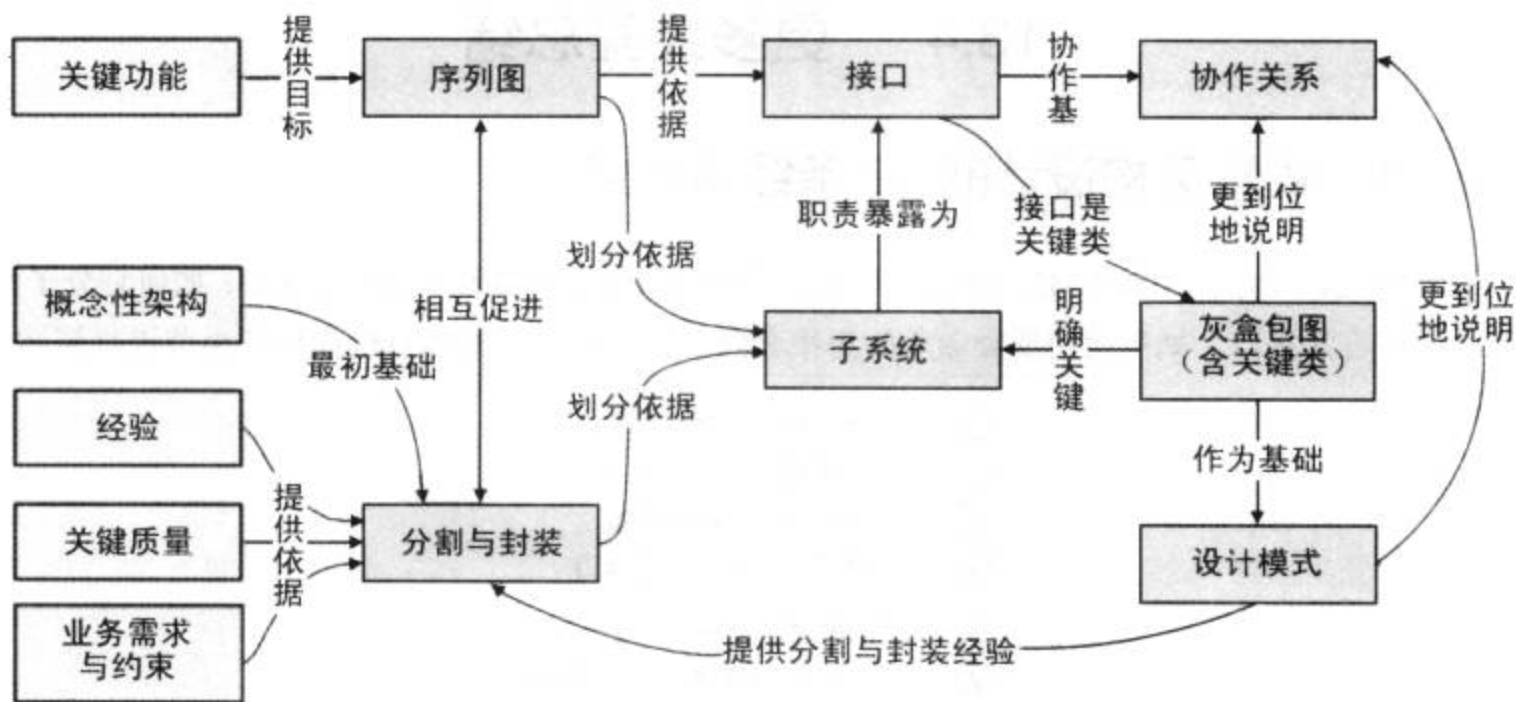 关键功能
提供目标
序列图
提供依据
接口
协作基
协作关系
职责暴露为
接口是
关键类
更到位
地说明
划分依据
概念性架构
相互促进
明确关键
灰盒包图
（含关键类）
更到位
地说明
子系统
最初基础
划分依据
经验
作为基础
提供依据
关键质量
分割与封装
设计模式
业务需求
与约束
提供分割与封装经验